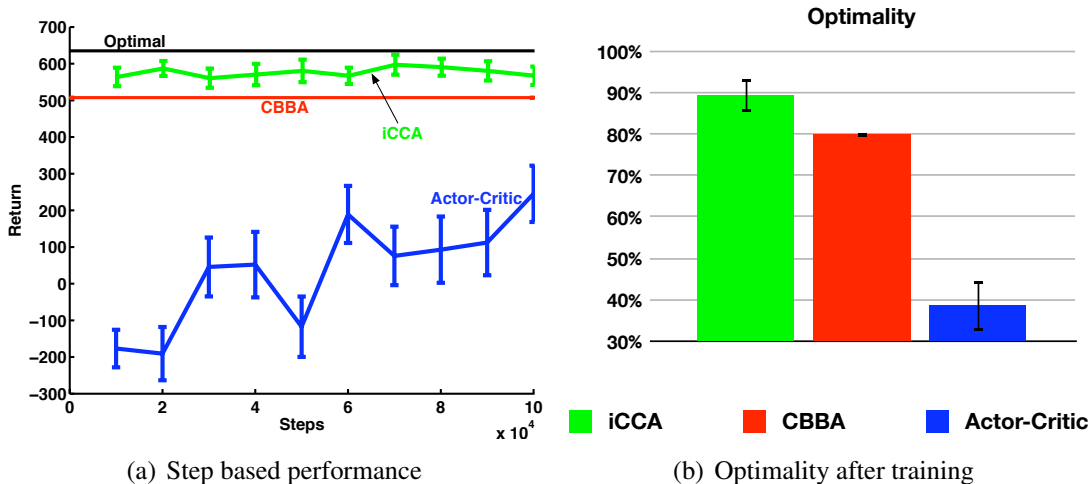 700
600
500
400
300
200
100
0
−100
−200
−300
Return
Optimal
CBBA
iCCA
Actor-Critic
0
2
4
6
8
10
Steps
x 10^4
(a) Step based performance
Optimality
100%
90%
80%
70%
60%
50%
40%
30%
iCCA
CBBA
Actor-Critic
(b) Optimality after training